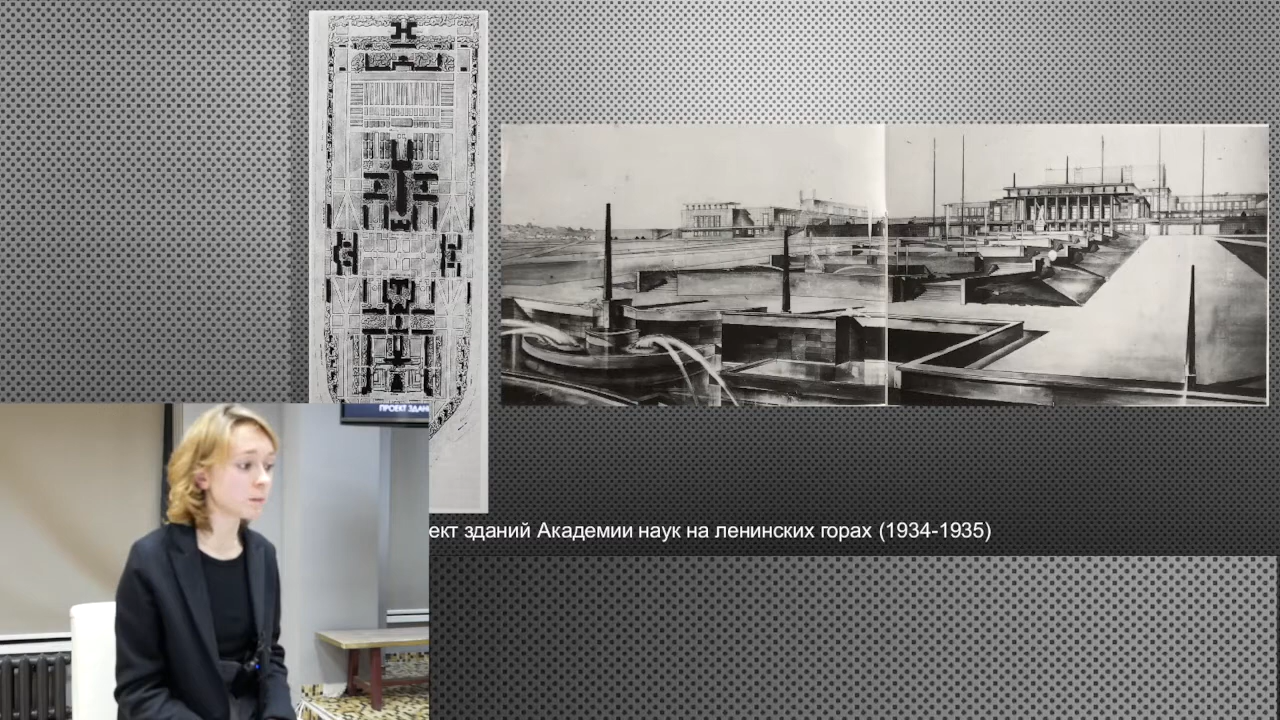 ПРОЕКТ ЗДАН
ект зданий Академии наук на ленинских горах (1934-1935)